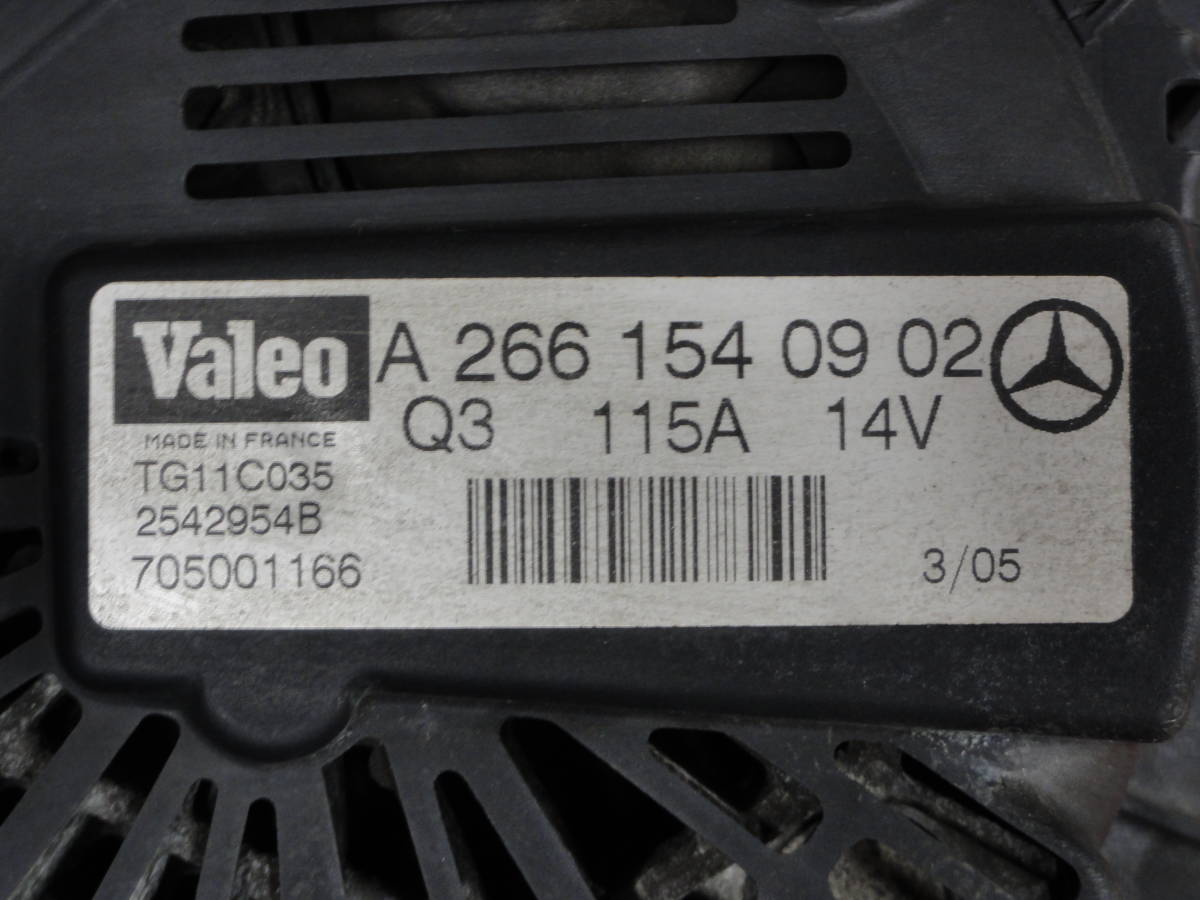 Valeo
A 266 154 09 02
Q3 115A 14V
MADE IN FRANCE
TG11C035
2542954B
705001166
3/05